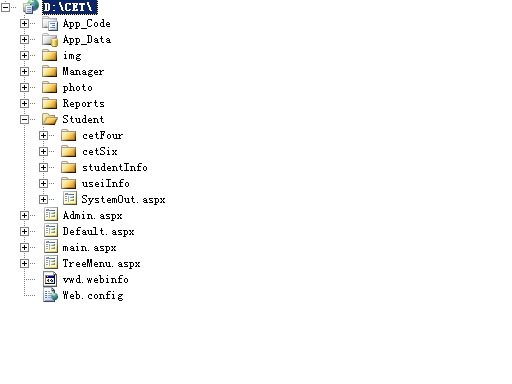 D:\CET\
App_Code
App_Data
img
Manager
photo
Reports
Student
cetFour
cetSix
studentInfo
useiInfo
SystemOut.aspx
Admin.aspx
Default.aspx
main.aspx
TreeMenu.aspx
vwd.webinfo
Web.config